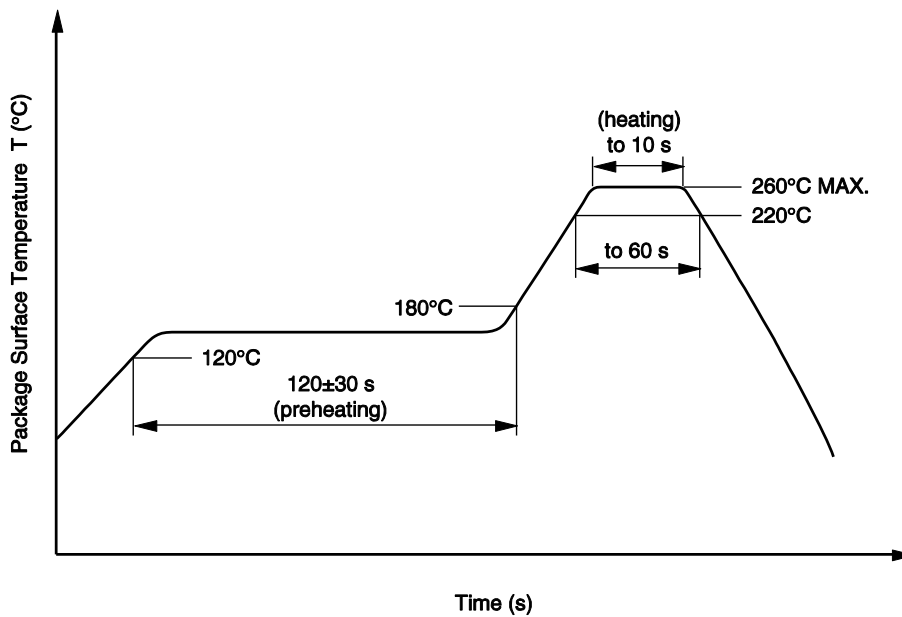 (heating)
to 10 s
260°C MAX.
220°C
to 60 s
180°C
120°C
120±30 s
(preheating)
Package Surface Temperature T (°C)
Time (s)